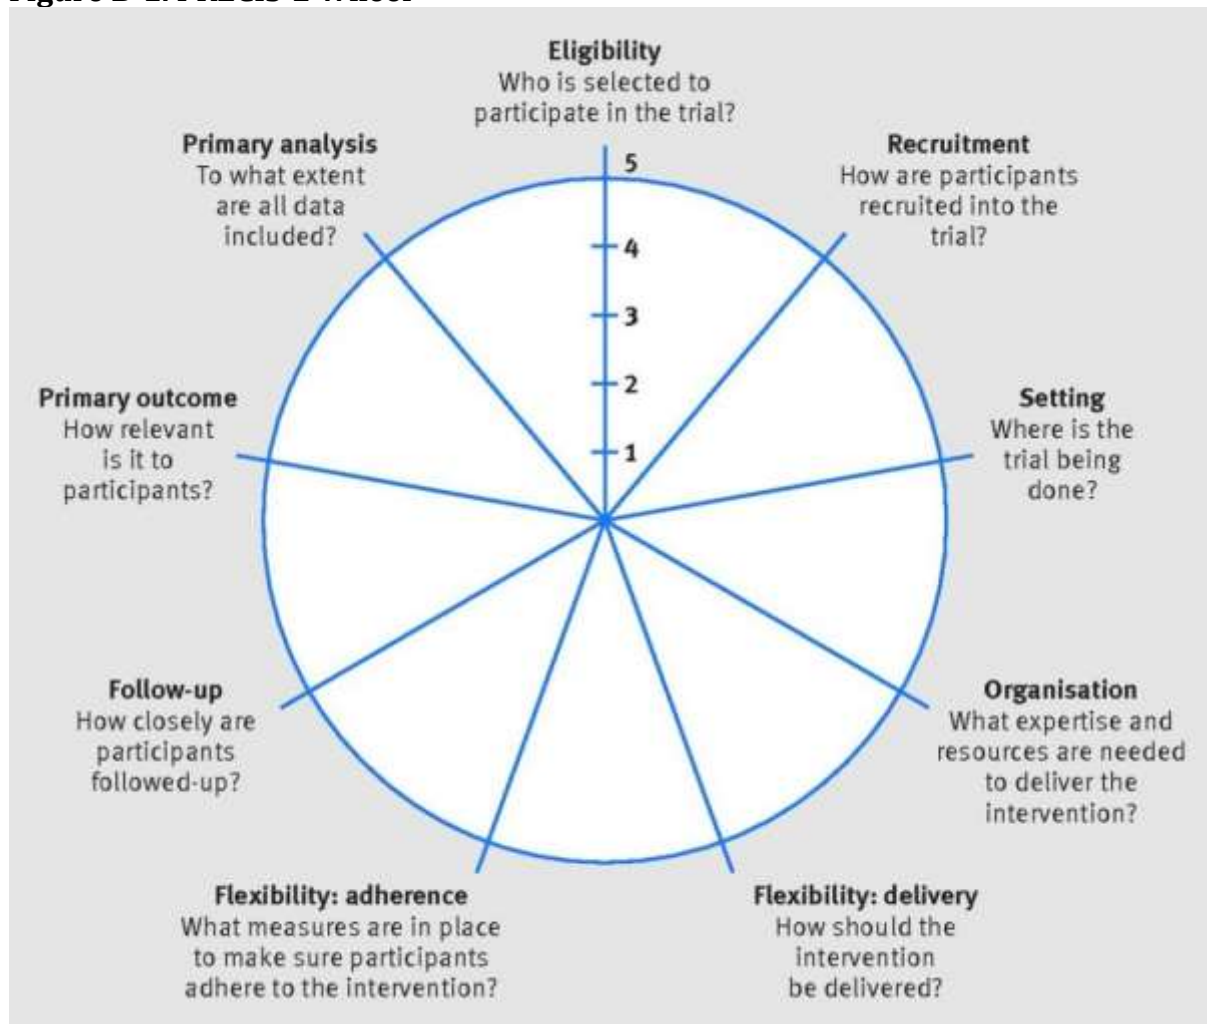 Eligibility
Who is selected to
participate in the trial?
Primary analysis
To what extent
are all data
included?
Recruitment
How are participants
recruited into the
trial?
5
4
3
2
1
Primary outcome
How relevant
is it to
participants?
Setting
Where is the
trial being
done?
Follow-up
How closely are
participants
followed-up?
Organisation
What expertise and
resources are needed
to deliver the
intervention?
Flexibility: adherence
What measures are in place
to make sure participants
adhere to the intervention?
Flexibility: delivery
How should the
intervention
be delivered?